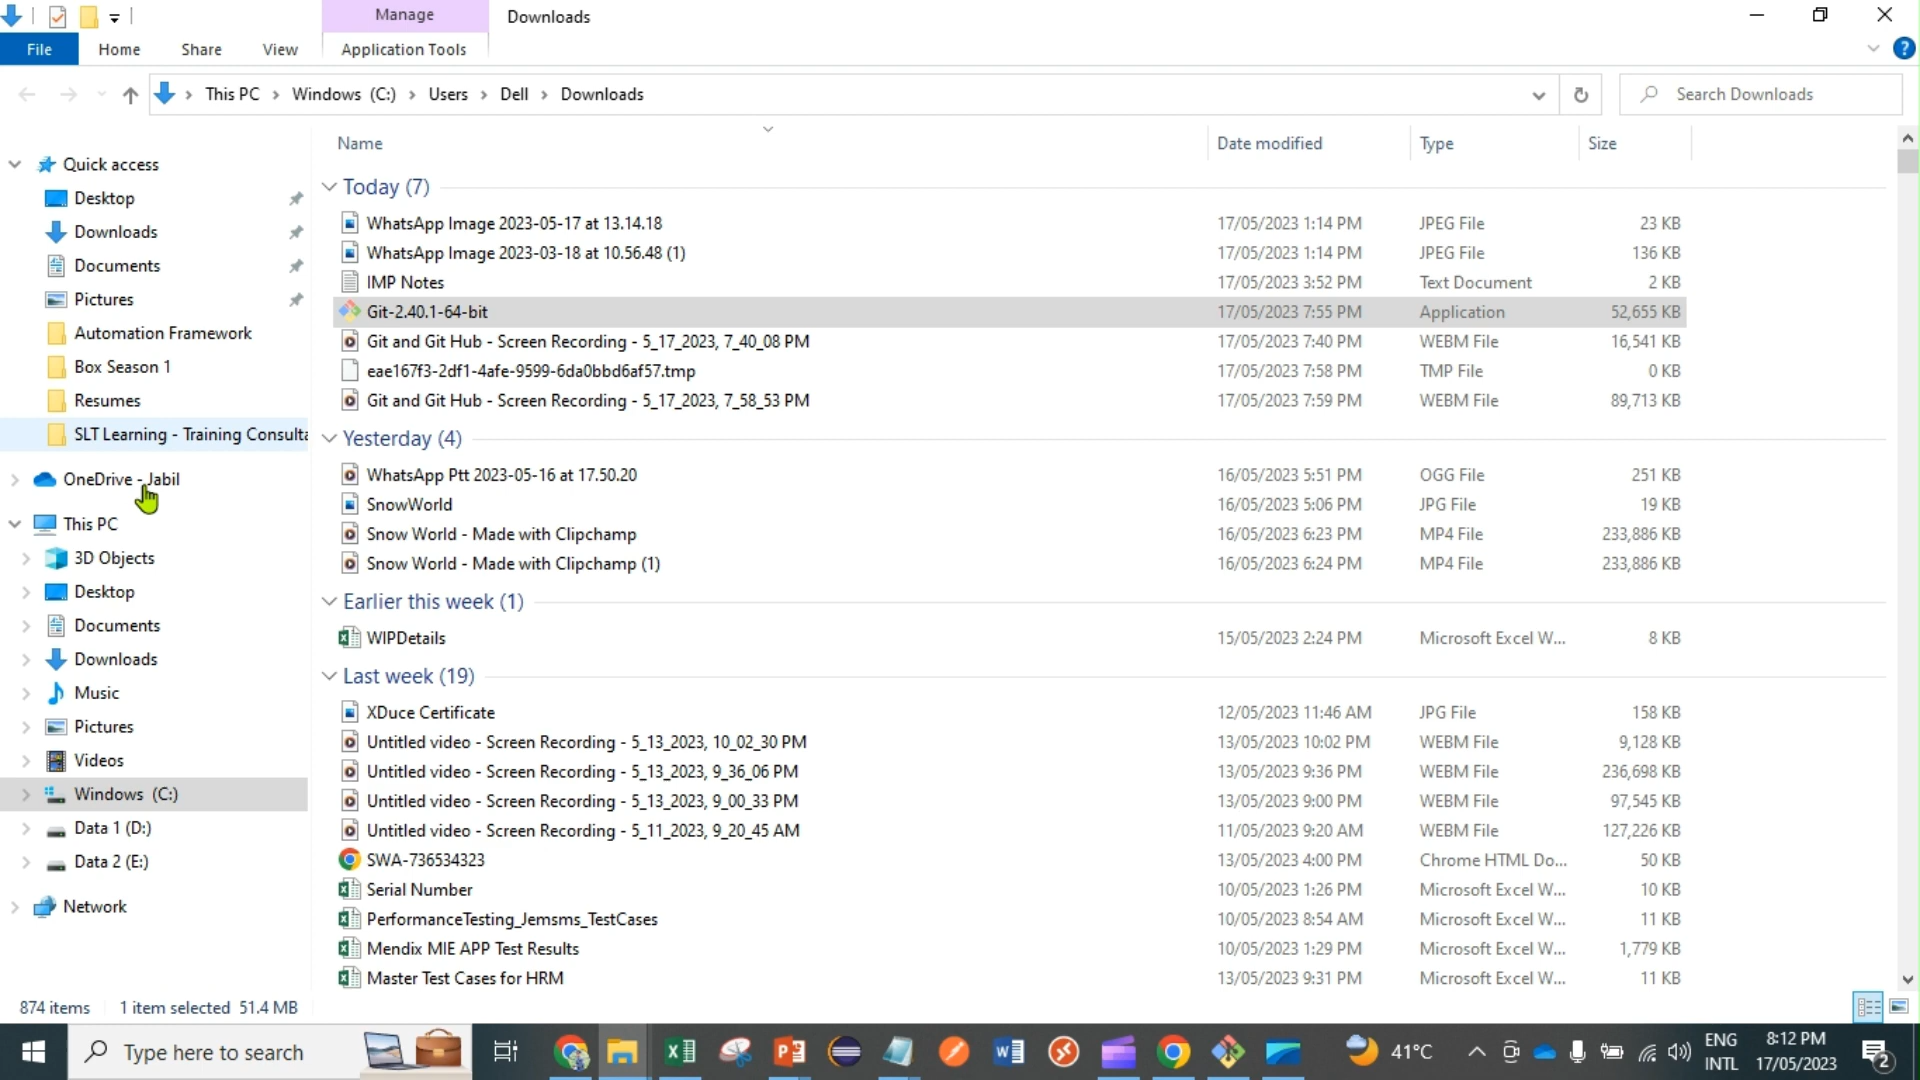 Manage
Downloads
File
Home
Share
View
Application Tools
?
This PC
Windows (C:)
Users
Dell
Downloads
Search Downloads
Name
Date modified
Type
Size
Quick access
Desktop
Downloads
Documents
Pictures
Automation Framework
Box Season 1
Resumes
SLT Learning - Training Consulta
OneDrive - Jabil
This PC
3D Objects
Desktop
Documents
Downloads
Music
Pictures
Videos
Windows (C:)
Data 1 (D:)
Data 2 (E:)
Network
Today (7)
WhatsApp Image 2023-05-17 at 13.14.18 17/05/2023 1:14 PM JPEG File 23 KB
WhatsApp Image 2023-03-18 at 10.56.48 (1) 17/05/2023 1:14 PM JPEG File 136 KB
IMP Notes 17/05/2023 3:52 PM Text Document 2 KB
Git-2.40.1-64-bit 17/05/2023 7:55 PM Application 52,655 KB
Git and Git Hub - Screen Recording - 5_17_2023, 7_40_08 PM 17/05/2023 7:40 PM WEBM File 16,541 KB
eae167f3-2df1-4afe-9599-6da0bbd6af57.tmp 17/05/2023 7:58 PM TMP File 0 KB
Git and Git Hub - Screen Recording - 5_17_2023, 7_58_53 PM 17/05/2023 7:59 PM WEBM File 89,713 KB
Yesterday (4)
WhatsApp Ptt 2023-05-16 at 17.50.20 16/05/2023 5:51 PM OGG File 251 KB
SnowWorld 16/05/2023 5:06 PM JPG File 19 KB
Snow World - Made with Clipchamp 16/05/2023 6:23 PM MP4 File 233,886 KB
Snow World - Made with Clipchamp (1) 16/05/2023 6:24 PM MP4 File 233,886 KB
Earlier this week (1)
WIPDetails 15/05/2023 2:24 PM Microsoft Excel W... 8 KB
Last week (19)
XDuce Certificate 12/05/2023 11:46 AM JPG File 158 KB
Untitled video - Screen Recording - 5_13_2023, 10_02_30 PM 13/05/2023 10:02 PM WEBM File 9,128 KB
Untitled video - Screen Recording - 5_13_2023, 9_36_06 PM 13/05/2023 9:36 PM WEBM File 236,698 KB
Untitled video - Screen Recording - 5_13_2023, 9_00_33 PM 13/05/2023 9:00 PM WEBM File 97,545 KB
Untitled video - Screen Recording - 5_11_2023, 9_20_45 AM 11/05/2023 9:20 AM WEBM File 127,226 KB
SWA-736534323 13/05/2023 4:00 PM Chrome HTML Do... 50 KB
Serial Number 10/05/2023 1:26 PM Microsoft Excel W... 10 KB
PerformanceTesting_Jemsms_TestCases 10/05/2023 8:54 AM Microsoft Excel W... 11 KB
Mendix MIE APP Test Results 10/05/2023 1:29 PM Microsoft Excel W... 1,779 KB
Master Test Cases for HRM 13/05/2023 9:31 PM Microsoft Excel W... 11 KB
874 items 1 item selected 51.4 MB
Type here to search
41°C
ENG
INTL
8:12 PM
17/05/2023
2